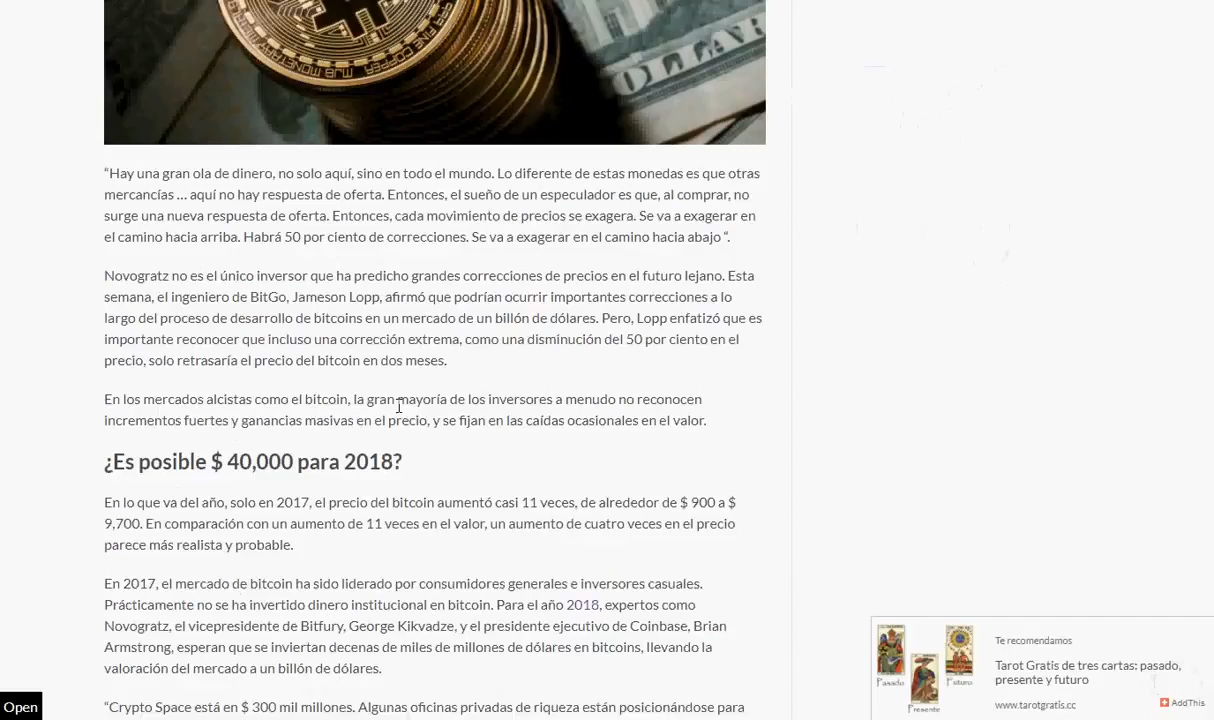 “Hay una gran ola de dinero, no solo aquí, sino en todo el mundo. Lo diferente de estas monedas es que otras
mercancías … aquí no hay respuesta de oferta. Entonces, el sueño de un especulador es que, al comprar, no
surge una nueva respuesta de oferta. Entonces, cada movimiento de precios se exagera. Se va a exagerar en
el camino hacia arriba. Habrá 50 por ciento de correcciones. Se va a exagerar en el camino hacia abajo “.
Novogratz no es el único inversor que ha predicho grandes correcciones de precios en el futuro lejano. Esta
semana, el ingeniero de BitGo, Jameson Lopp, afirmó que podrían ocurrir importantes correcciones a lo
largo del proceso de desarrollo de bitcoins en un mercado de un billón de dólares. Pero, Lopp enfatizó que es
importante reconocer que incluso una corrección extrema, como una disminución del 50 por ciento en el
precio, solo retrasaría el precio del bitcoin en dos meses.
En los mercados alcistas como el bitcoin, la gran mayoría de los inversores a menudo no reconocen
incrementos fuertes y ganancias masivas en el precio, y se fijan en las caídas ocasionales en el valor.
¿Es posible $ 40,000 para 2018?
En lo que va del año, solo en 2017, el precio del bitcoin aumentó casi 11 veces, de alrededor de $ 900 a $
9,700. En comparación con un aumento de 11 veces en el valor, un aumento de cuatro veces en el precio
parece más realista y probable.
En 2017, el mercado de bitcoin ha sido liderado por consumidores generales e inversores casuales.
Prácticamente no se ha invertido dinero institucional en bitcoin. Para el año 2018, expertos como
Novogratz, el vicepresidente de Bitfury, George Kikvadze, y el presidente ejecutivo de Coinbase, Brian
Armstrong, esperan que se inviertan decenas de miles de millones de dólares en bitcoins, llevando la
valoración del mercado a un billón de dólares.
“Crypto Space está en $ 300 mil millones. Algunas oficinas privadas de riqueza están posicionándose para
Open
Te recomendamos
Tarot Gratis de tres cartas: pasado,
presente y futuro
www.tarotgratis.cc
Pasado
Presente
Futuro
AddThis